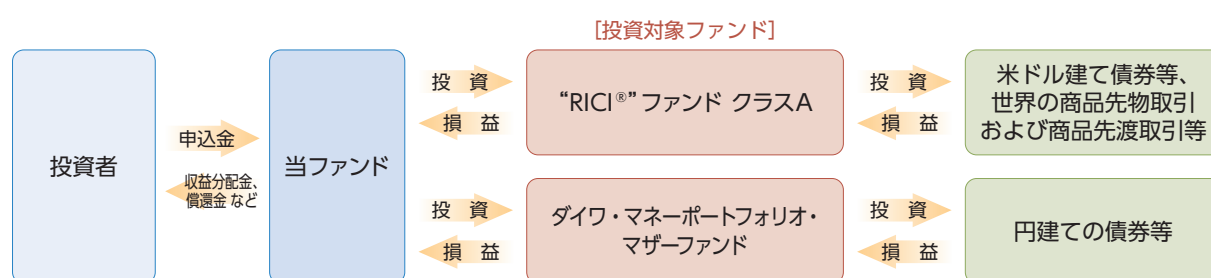 [投資対象ファンド]
投資者
申込金
収益分配金、
償還金 など
当ファンド
投 資
損 益
“RICI®”ファンド クラスA
投 資
損 益
米ドル建て債券等、
世界の商品先物取引
および商品先渡取引等
投 資
損 益
ダイワ・マネーポートフォリオ・
マザーファンド
投 資
損 益
円建ての債券等